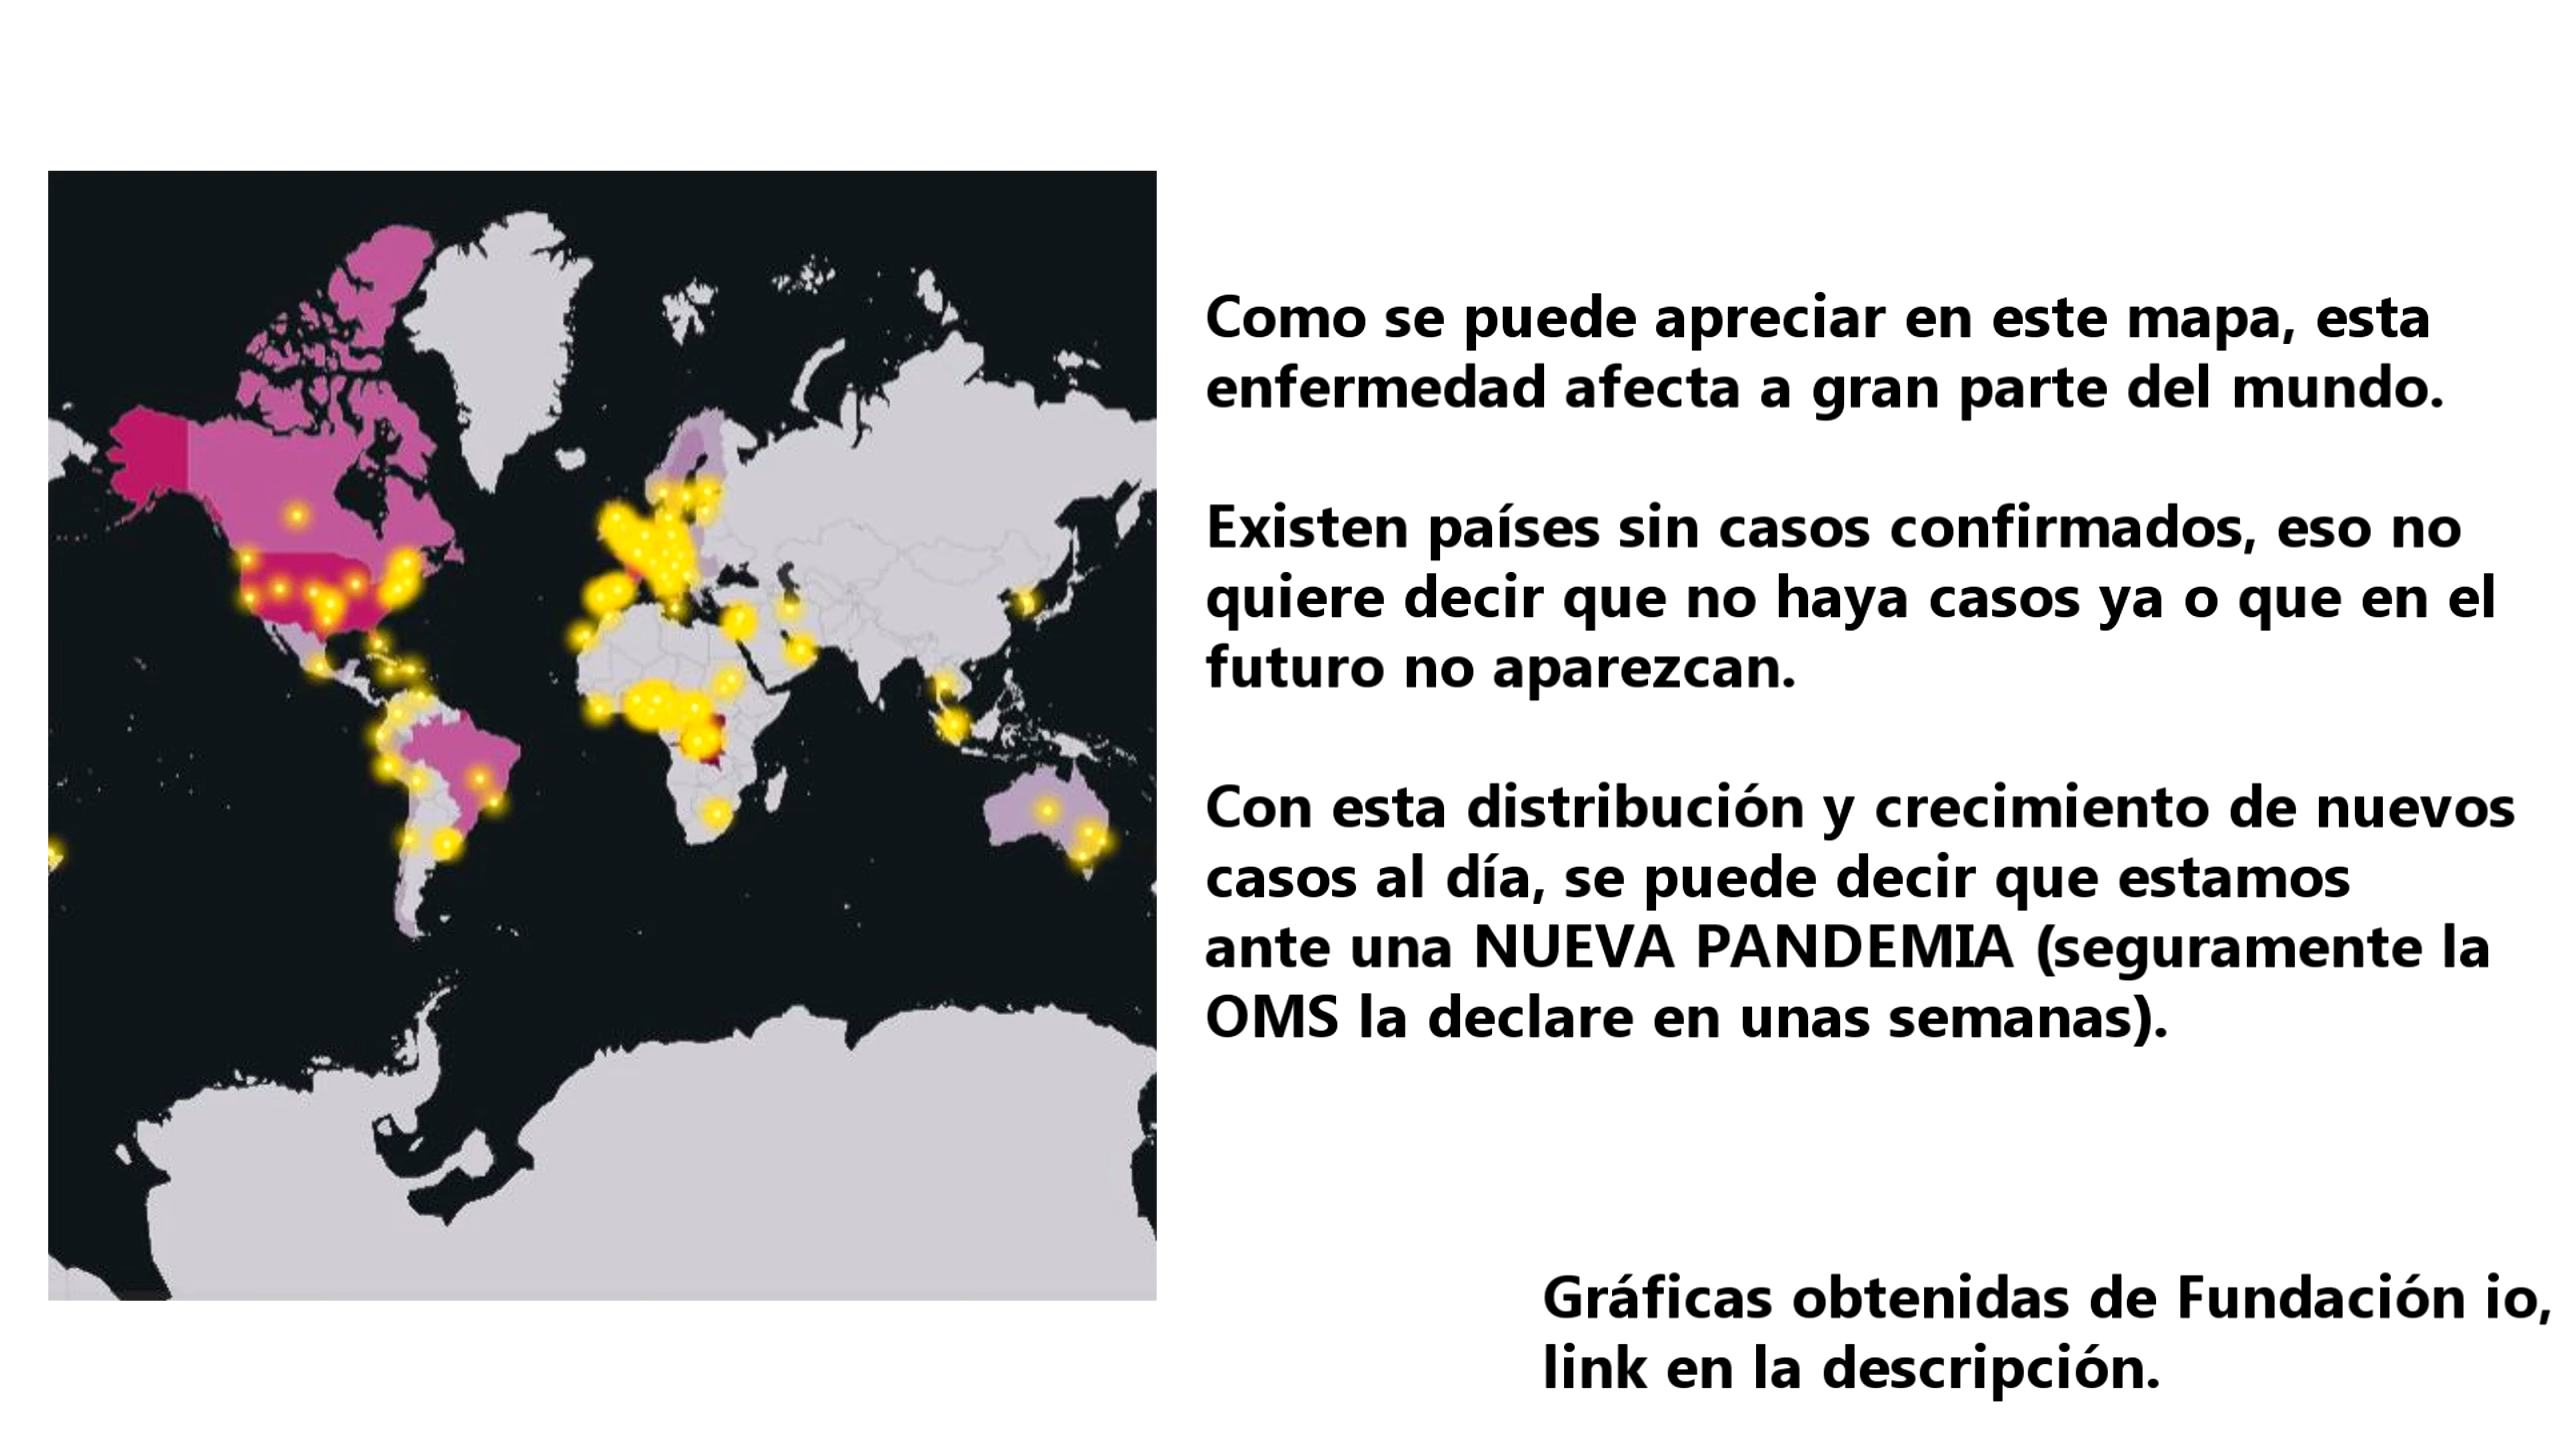 Como se puede apreciar en este mapa, esta
enfermedad afecta a gran parte del mundo.
Existen países sin casos confirmados, eso no
quiere decir que no haya casos ya o que en el
futuro no aparezcan.
Con esta distribución y crecimiento de nuevos
casos al día, se puede decir que estamos
ante una NUEVA PANDEMIA (seguramente la
OMS la declare en unas semanas).
Gráficas obtenidas de Fundación io,
link en la descripción.